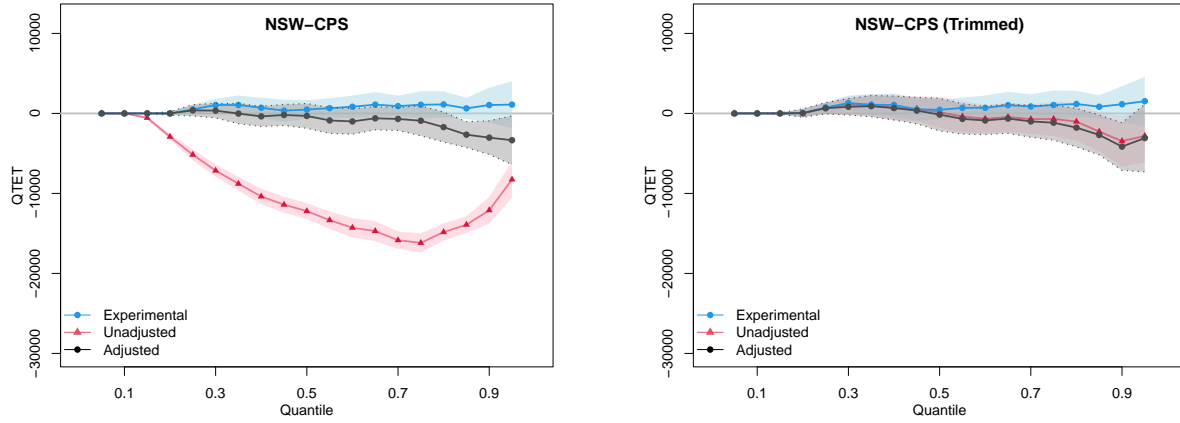 NSW−CPS
QTET
10000
0
−10000
−20000
−30000
Experimental
Unadjusted
Adjusted
0.1 0.3 0.5 0.7 0.9
Quantile
NSW−CPS (Trimmed)
QTET
10000
0
−10000
−20000
−30000
Experimental
Unadjusted
Adjusted
0.1 0.3 0.5 0.7 0.9
Quantile